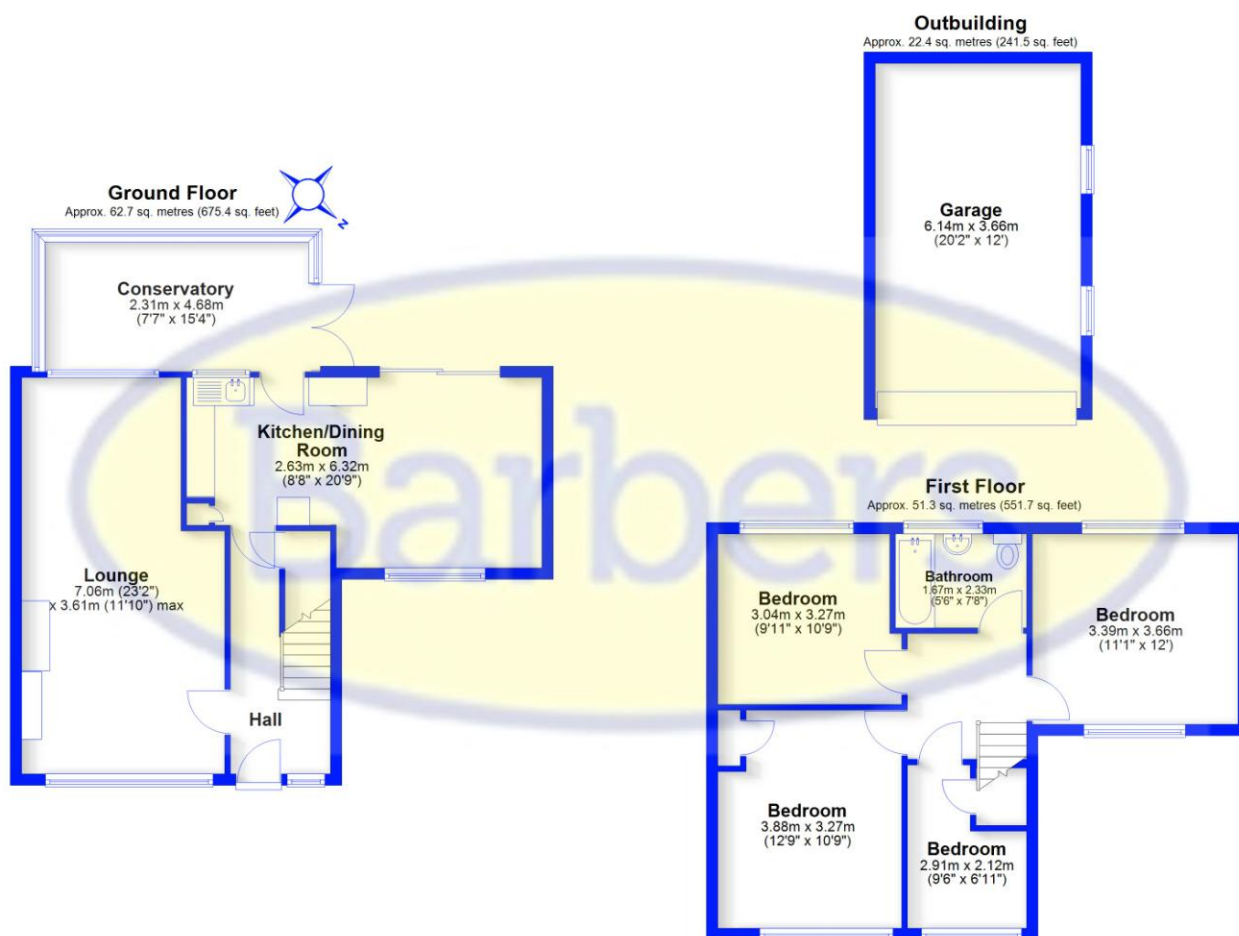 Outbuilding
Approx. 22.4 sq. metres (241.5 sq. feet)
Garage
6.14m x 3.66m
(20'2" x 12')
Ground Floor
Approx. 62.7 sq. metres (675.4 sq. feet)
N
Conservatory
2.31m x 4.68m
(7'7" x 15'4")
Kitchen/Dining
Room
2.63m x 6.32m
(8'8" x 20'9")
Lounge
7.06m (23'2")
x 3.61m (11'10") max
Hall
Barbers
First Floor
Approx. 51.3 sq. metres (551.7 sq. feet)
Bathroom
1.67m x 2.33m
(5'6" x 7'8")
Bedroom
3.04m x 3.27m
(9'11" x 10'9")
Bedroom
3.39m x 3.66m
(11'1" x 12')
Bedroom
3.88m x 3.27m
(12'9" x 10'9")
Bedroom
2.91m x 2.12m
(9'6" x 6'11")